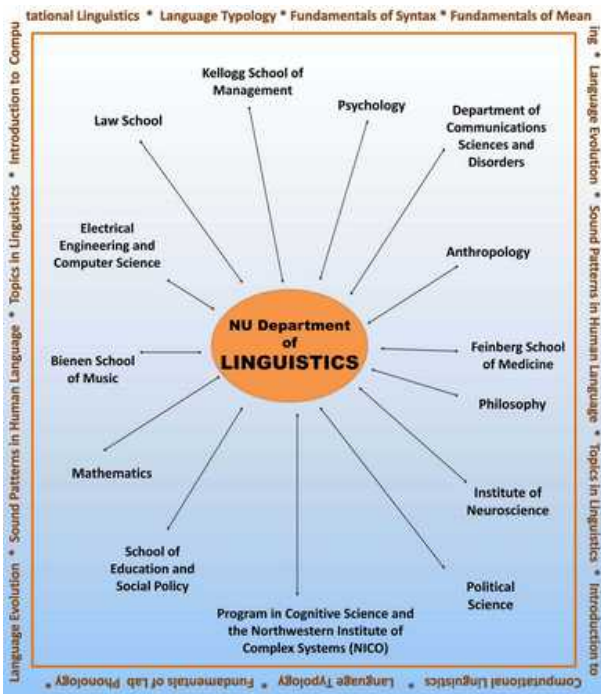 tational Linguistics * Language Typology * Fundamentals of Syntax * Fundamentals of Mean
ing * Language Evolution * Sound Patterns in Human Language * Topics in Linguistics * Introduction to
Computational Linguistics * Language Typology * Fundamentals of Lab Phonology *
Language Evolution * Sound Patterns in Human Language * Topics in Linguistics * Introduction to Compu
Kellogg School of
Management
Psychology
Law School
Department of
Communications
Sciences and
Disorders
Electrical
Engineering and
Computer Science
Anthropology
NU Department
of
LINGUISTICS
Bienen School
of Music
Feinberg School
of Medicine
Philosophy
Mathematics
Institute of
Neuroscience
School of
Education and
Social Policy
Political
Science
Program in Cognitive Science and
the Northwestern Institute of
Complex Systems (NICO)